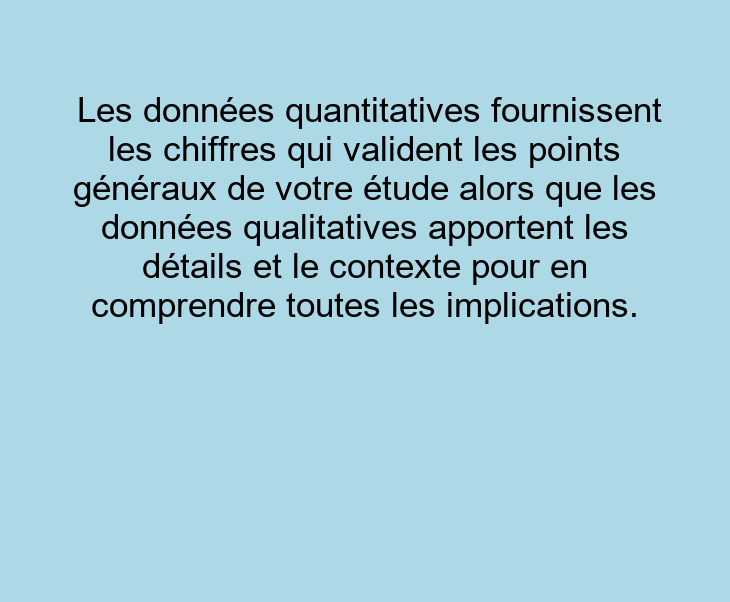 Les données quantitatives fournissent
les chiffres qui valident les points
généraux de votre étude alors que les
données qualitatives apportent les
détails et le contexte pour en
comprendre toutes les implications.